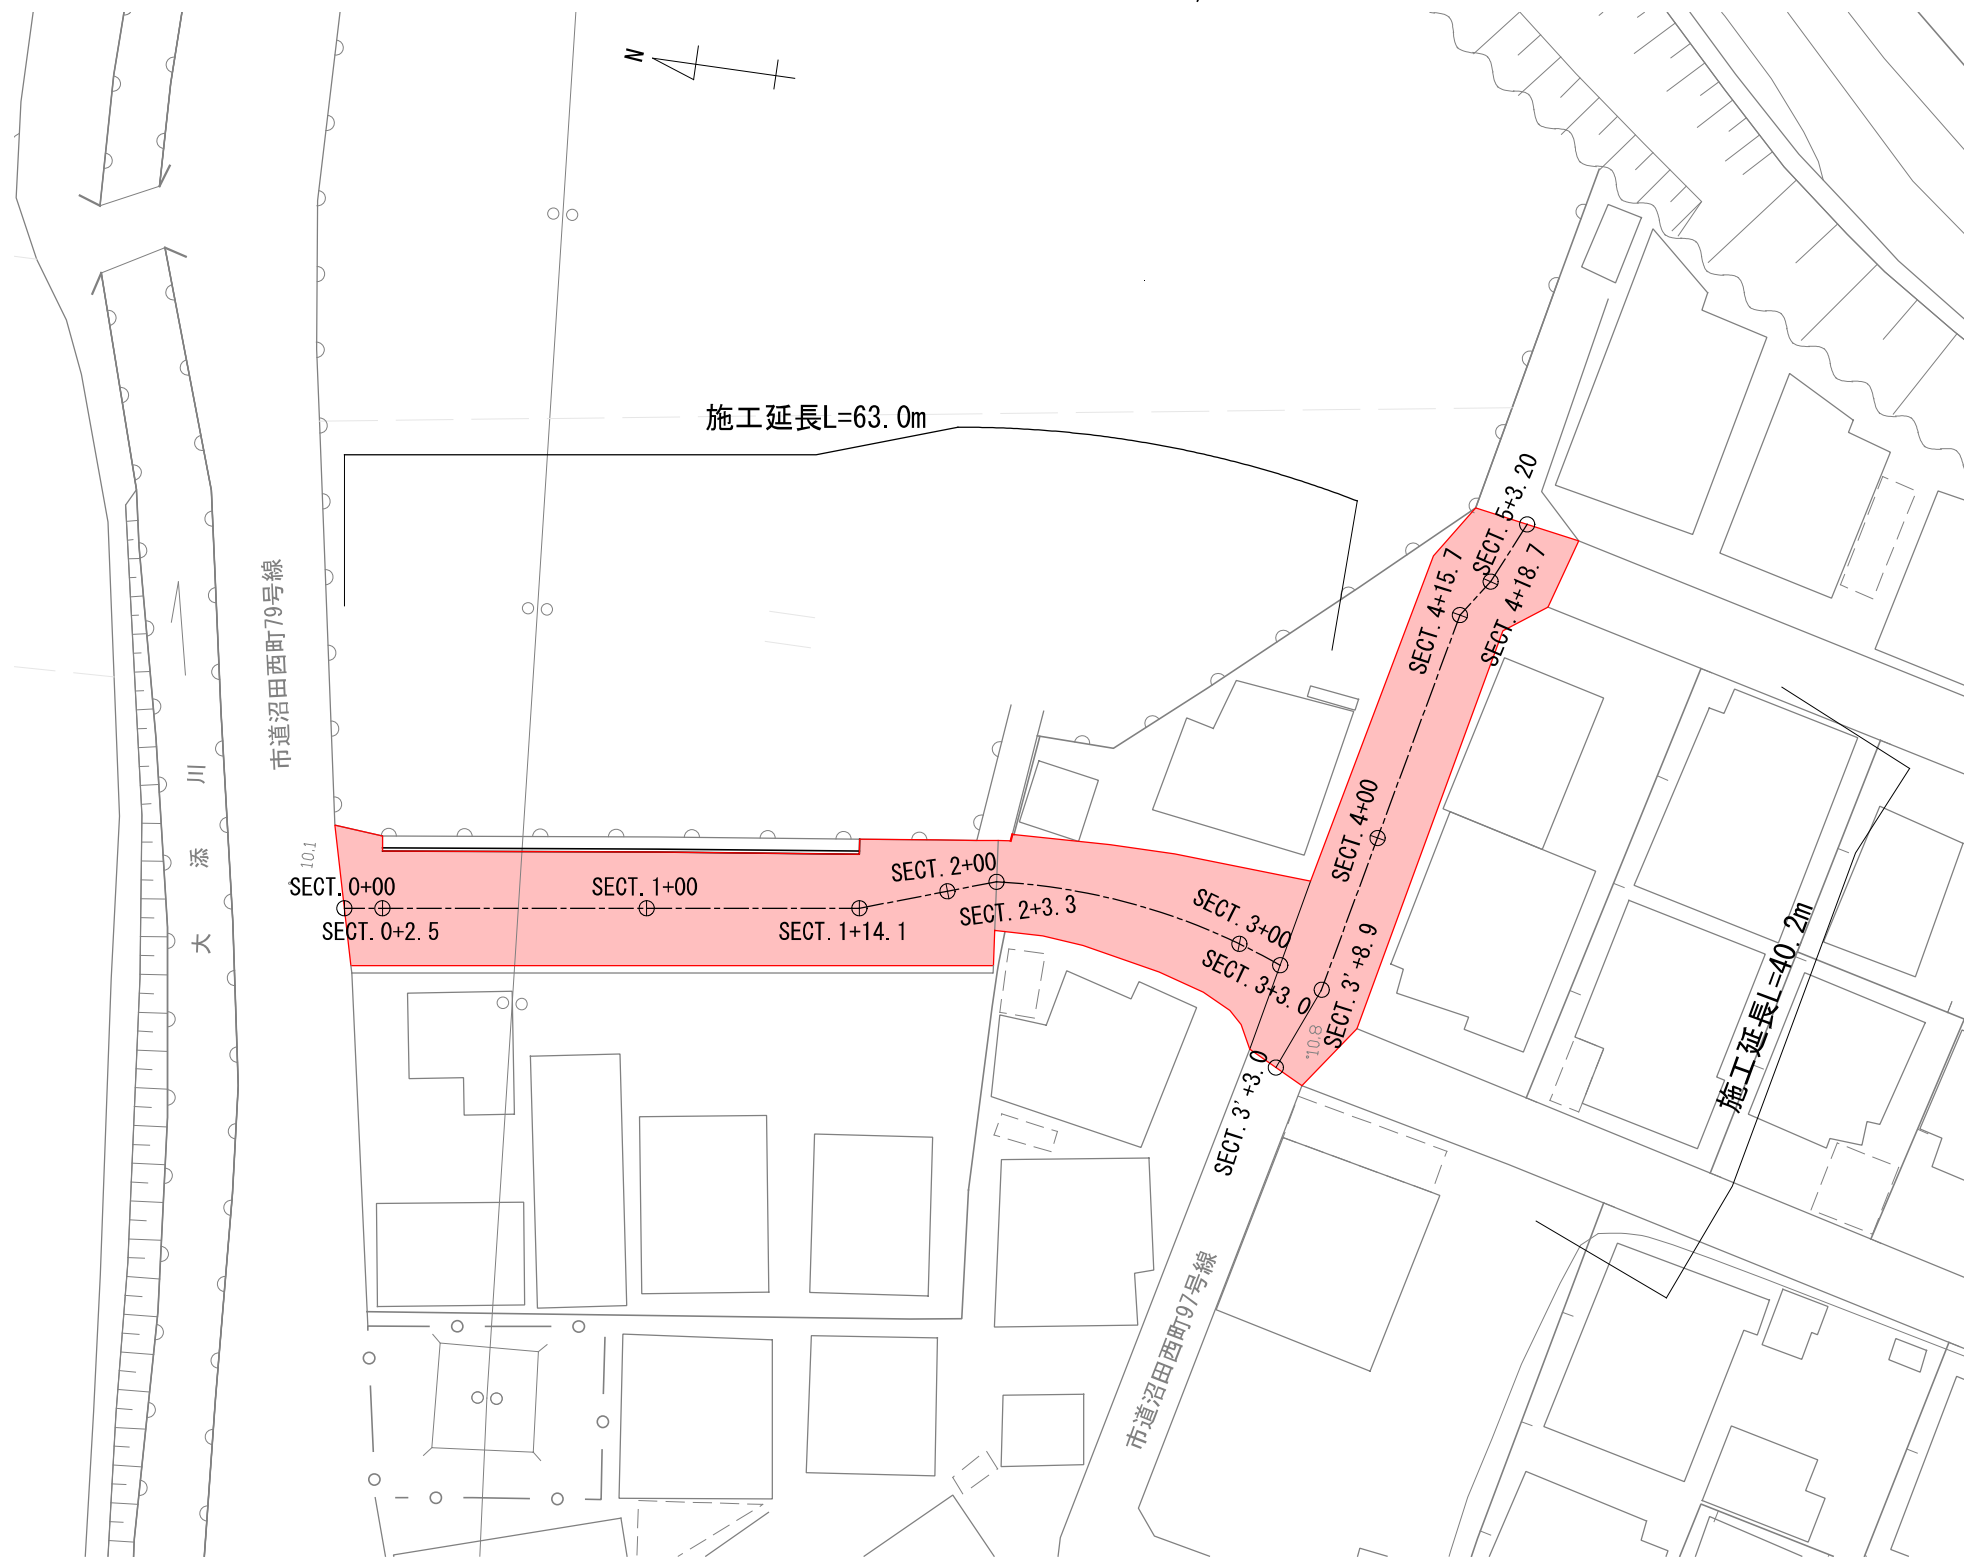 N
施工延長L=63.0m
SECT. 5+3.20
SECT. 4+15.7
SECT. 4+18.7
市道沼田西町79号線
大添川
10.1
SECT. 0+00
SECT. 0+2.5
SECT. 1+00
SECT. 1+14.1
SECT. 2+00
SECT. 2+3.3
SECT. 3+00
SECT. 3+3.0
SECT. 4+00
SECT. 3'+8.9
10.8
SECT. 3'+3.0
施工延長L=40.2m
市道沼田西町97号線